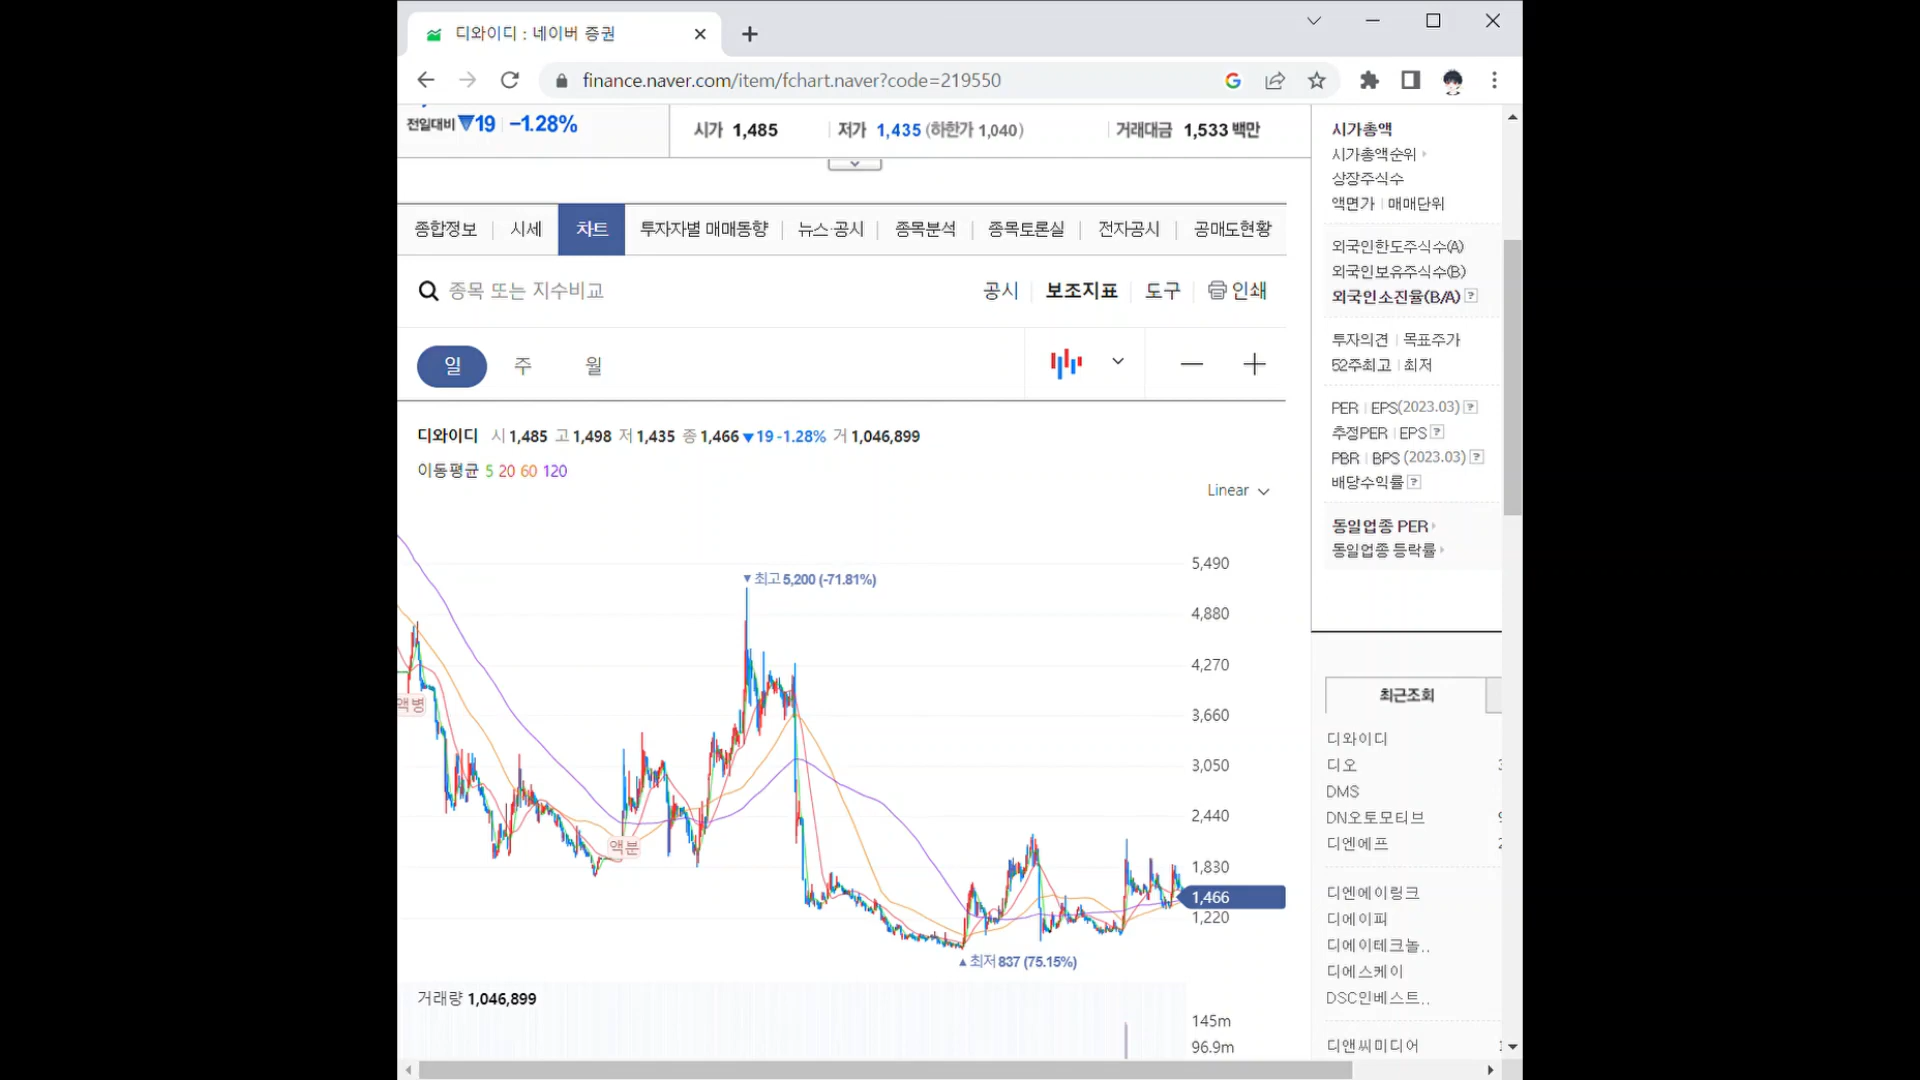 디와이디 : 네이버 증권
finance.naver.com/item/fchart.naver?code=219550
전일대비 ▼19 -1.28%
시가 1,485 저가 1,435 (하한가 1,040) 거래대금 1,533 백만
종합정보 시세 차트 투자자별 매매동향 뉴스·공시 종목분석 종목토론실 전자공시 공매도현황
종목 또는 지수비교
공시 보조지표 도구 인쇄
일 주 월
디와이디 시 1,485 고 1,498 저 1,435 종 1,466 ▼19 -1.28% 거 1,046,899
이동평균 5 20 60 120
Linear
▼최고 5,200 (-71.81%)
액병
액분
▲최저 837 (75.15%)
5,490
4,880
4,270
3,660
3,050
2,440
1,830
1,466
1,220
거래량 1,046,899
145m
96.9m
시가총액
시가총액순위
상장주식수
액면가 | 매매단위
외국인한도주식수(A)
외국인보유주식수(B)
외국인소진율(B/A) ?
투자의견 | 목표주가
52주최고 | 최저
PER | EPS(2023.03) ?
추정PER | EPS ?
PBR | BPS (2023.03) ?
배당수익률 ?
동일업종 PER
동일업종 등락률
최근조회
디와이디
디오
DMS
DN오토모티브
디엔에프
디엔에이링크
디에이피
디에이테크놀..
디에스케이
DSC인베스트..
디앤씨미디어